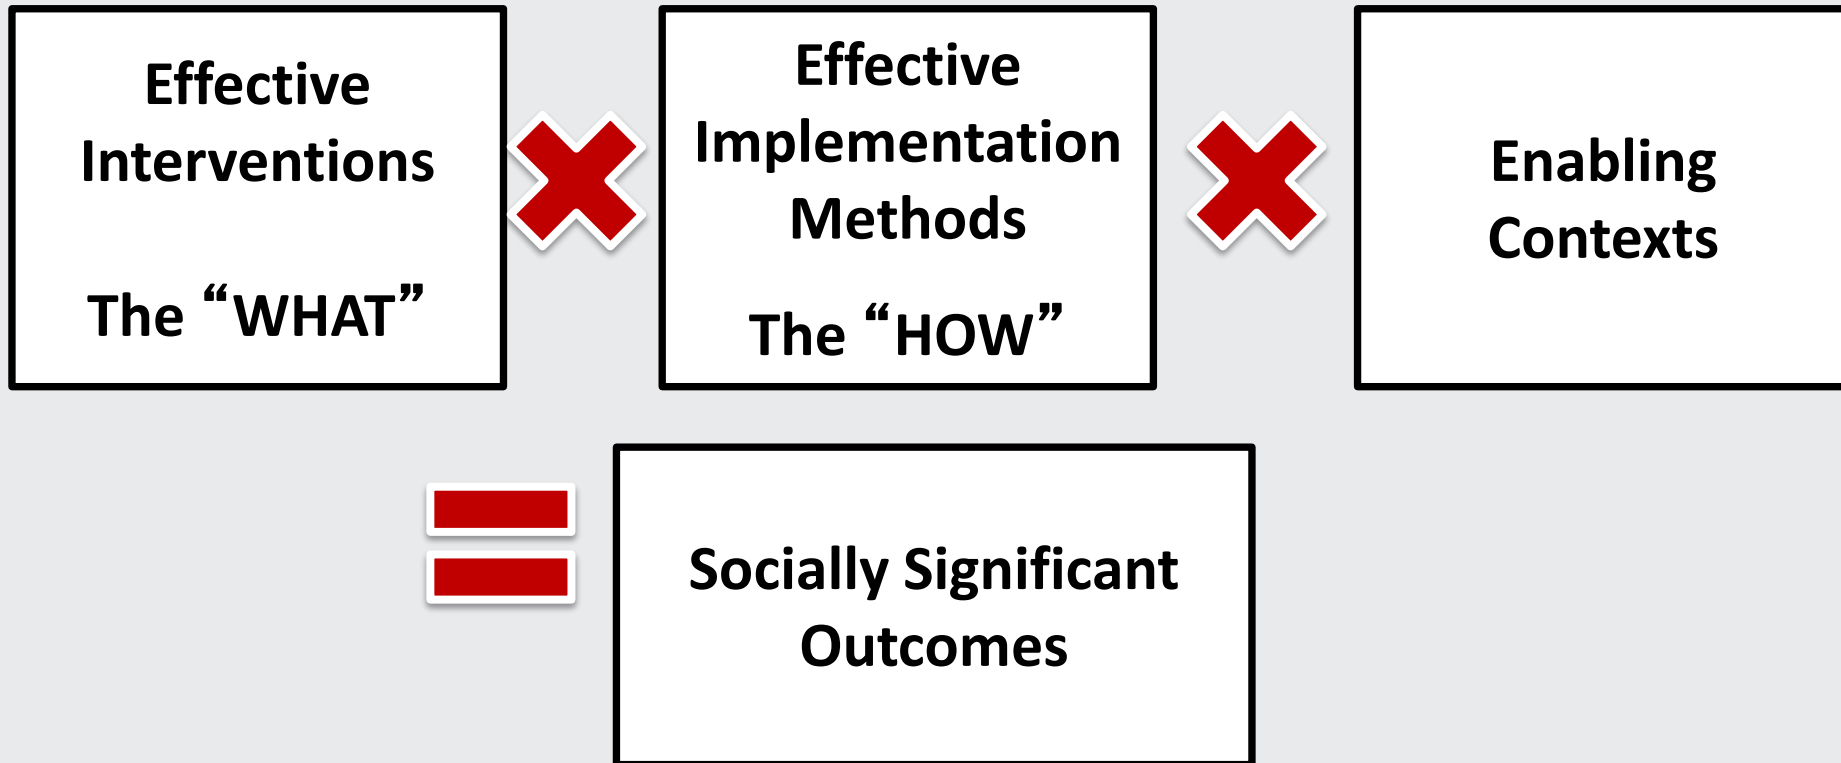 Effective
Interventions
The “WHAT”
Effective
Implementation
Methods
The “HOW”
Enabling
Contexts
Socially Significant
Outcomes